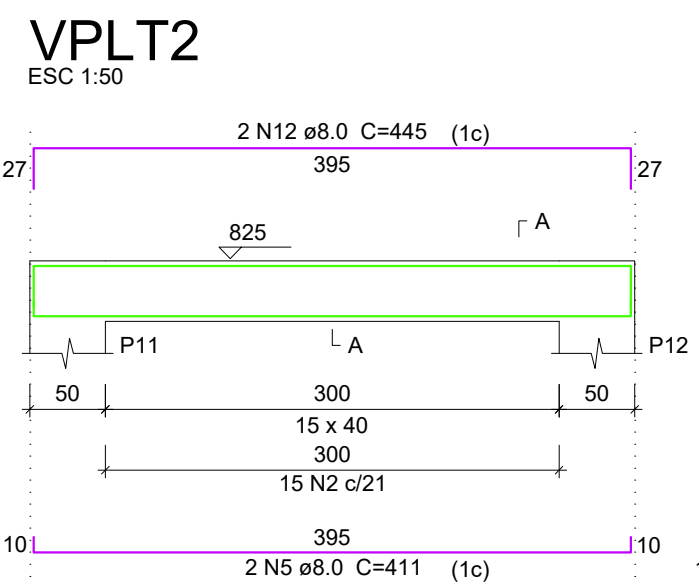 VPLT2
ESC 1:50
2 N12 ø8.0 C=445 (1c)
27 395 27
825
A
P11 A P12
50 300 50
15 x 40
300
15 N2 c/21
10 395 10
2 N5 ø8.0 C=411 (1c)